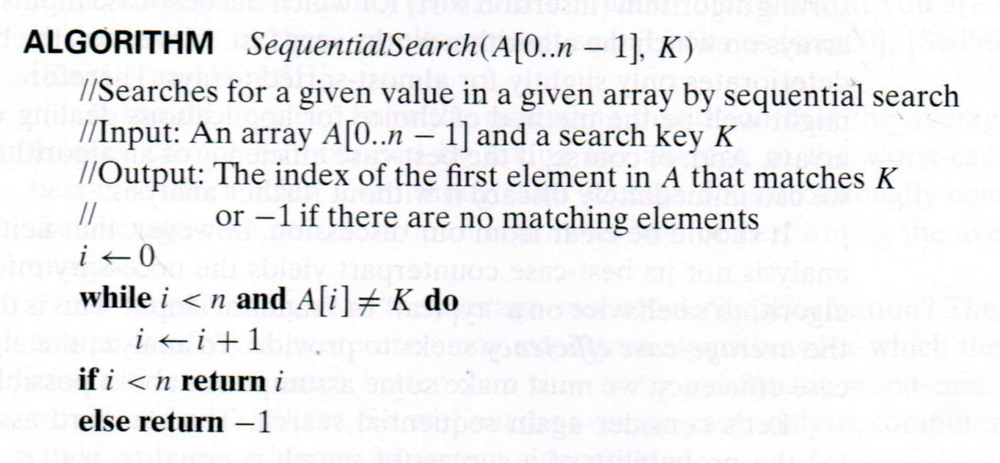 ALGORITHM SequentialSearch(A[0..n − 1], K)
//Searches for a given value in a given array by sequential search
//Input: An array A[0..n − 1] and a search key K
//Output: The index of the first element in A that matches K
// or −1 if there are no matching elements
i ← 0
while i < n and A[i] ≠ K do
i ← i + 1
if i < n return i
else return −1